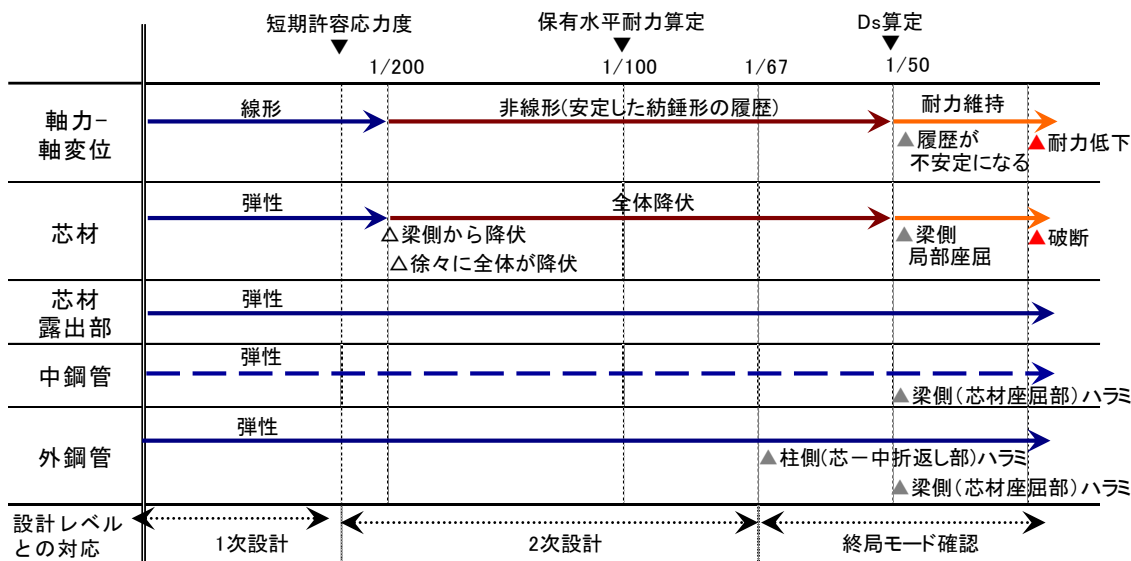 短期許容応力度
保有水平耐力算定
Ds算定
▼
▼
▼
1/200
1/100
1/67
1/50
軸力-
軸変位
線形
非線形(安定した紡錘形の履歴)
耐力維持
▲履歴が
不安定になる
▲耐力低下
芯材
弾性
全体降伏
△梁側から降伏
△徐々に全体が降伏
▲梁側
局部座屈
▲破断
芯材
露出部
弾性
中鋼管
弾性
▲梁側(芯材座屈部)ハラミ
外鋼管
弾性
▲柱側(芯－中折返し部)ハラミ
▲梁側(芯材座屈部)ハラミ
設計レベル
との対応
1次設計
2次設計
終局モード確認